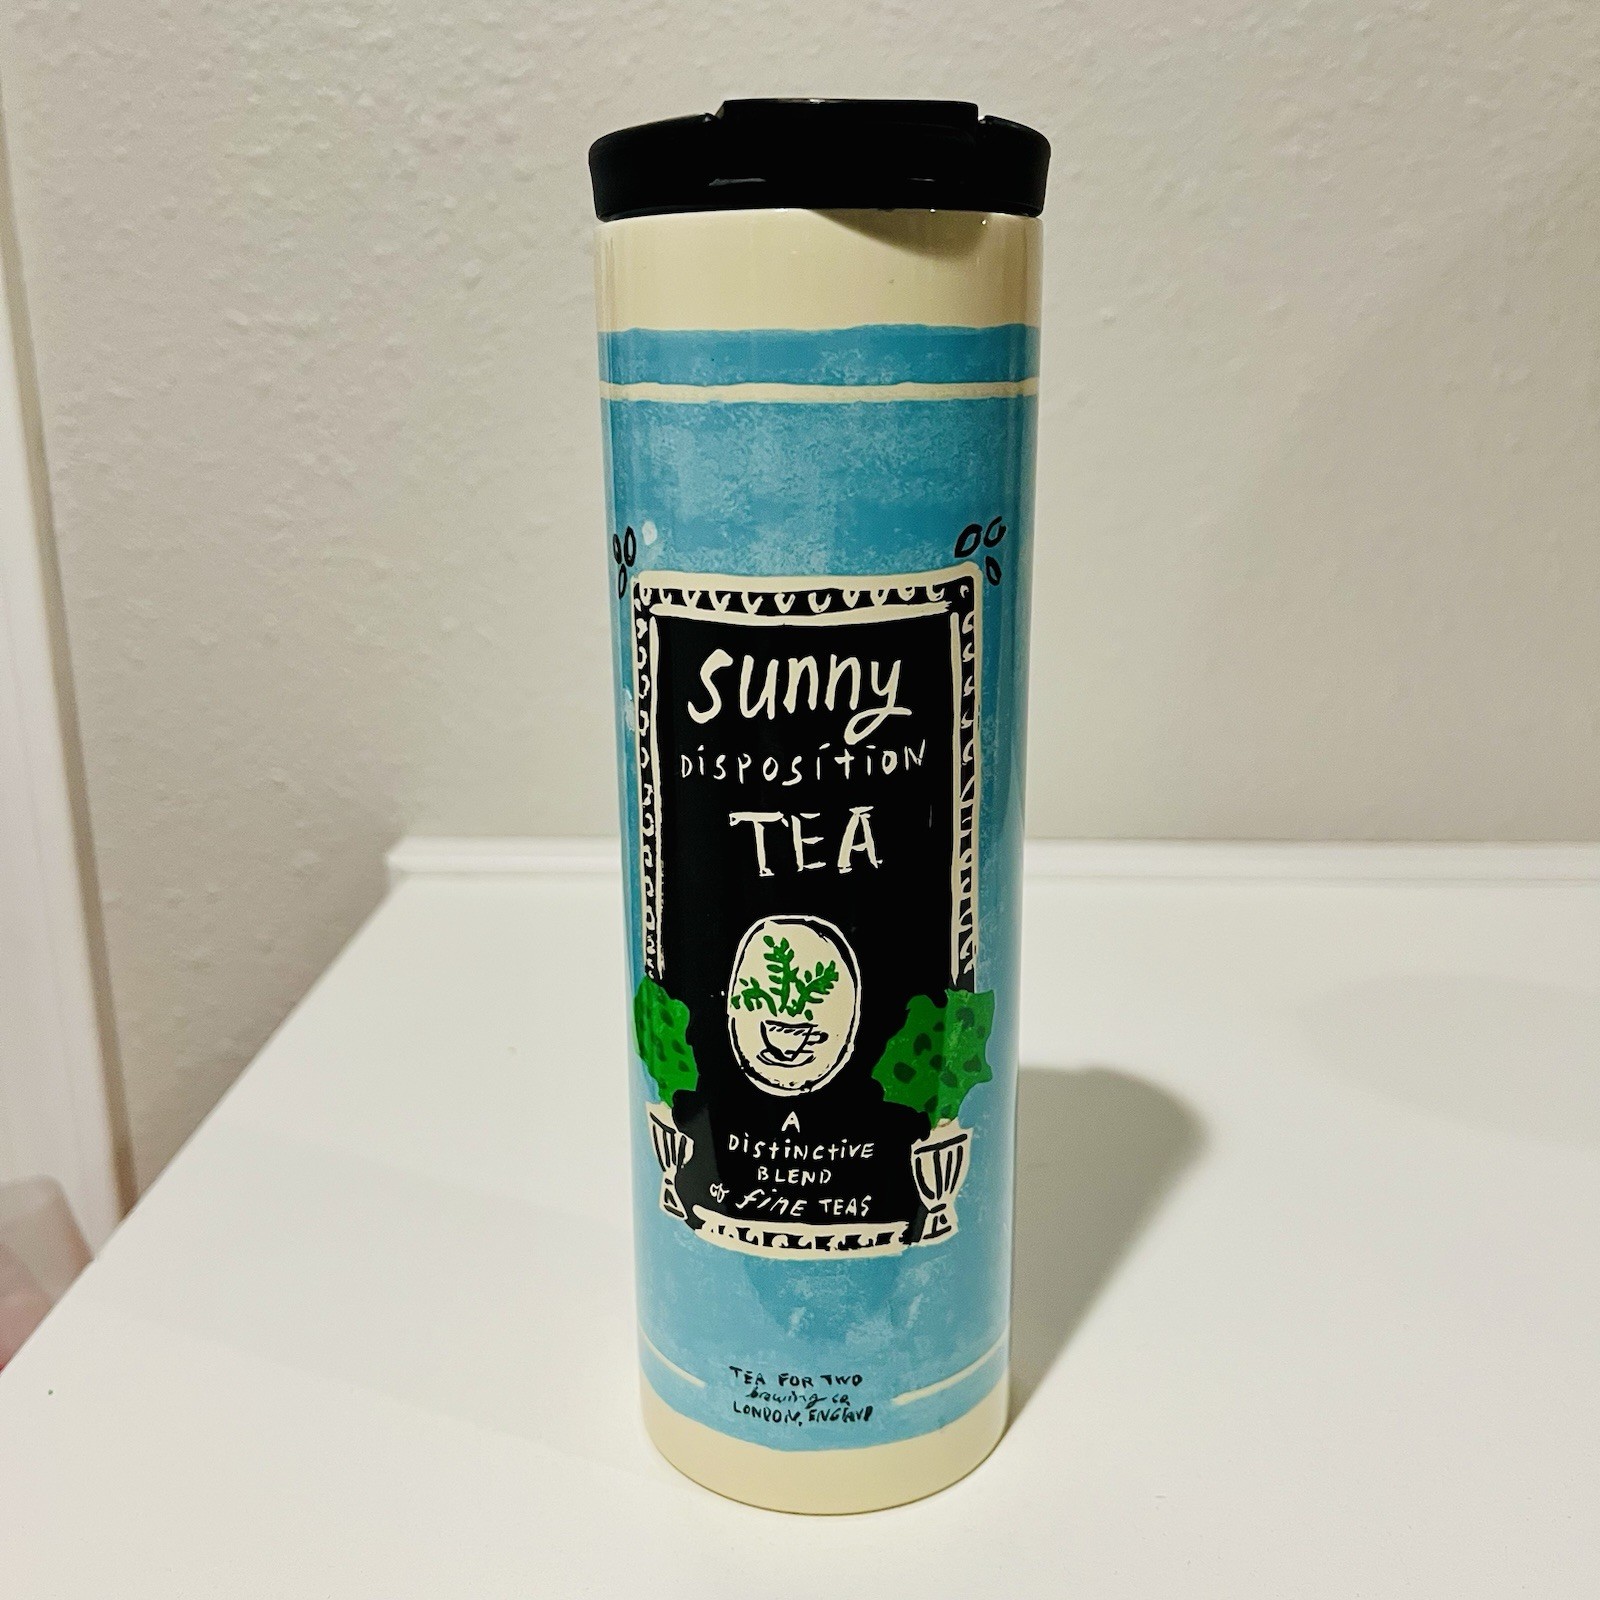 sunny
DISPOSITION
TEA
A
DISTINCTIVE
BLEND
of fine TEAS
TEA FOR TWO
brewing co
LONDON, ENGLAND